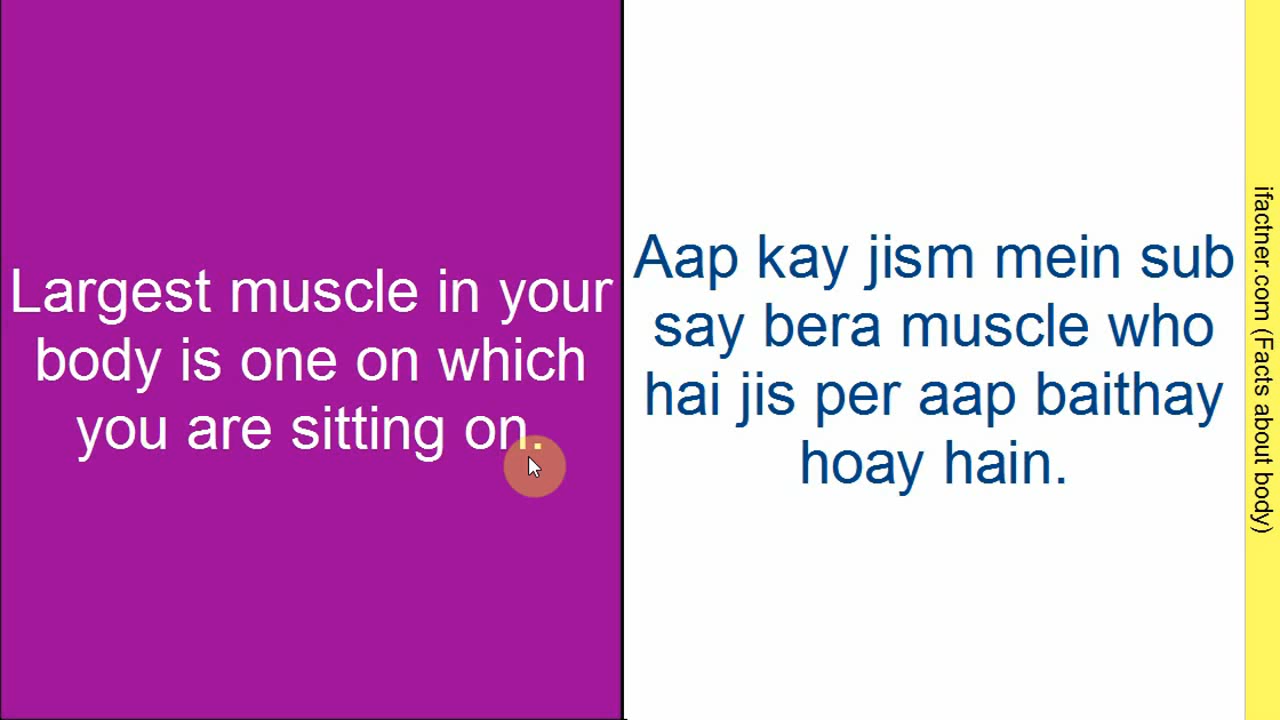 Largest muscle in your
body is one on which
you are sitting on.
Aap kay jism mein sub
say bera muscle who
hai jis per aap baithay
hoay hain.
ifactner.com (Facts about body)